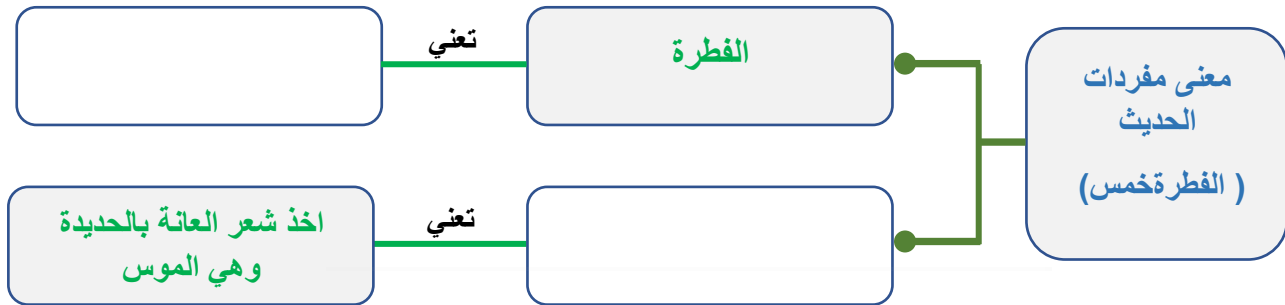 معنى مفردات
الحديث
( الفطرةخمس)
الفطرة
تعني
تعني
اخذ شعر العانة بالحديدة
وهي الموس